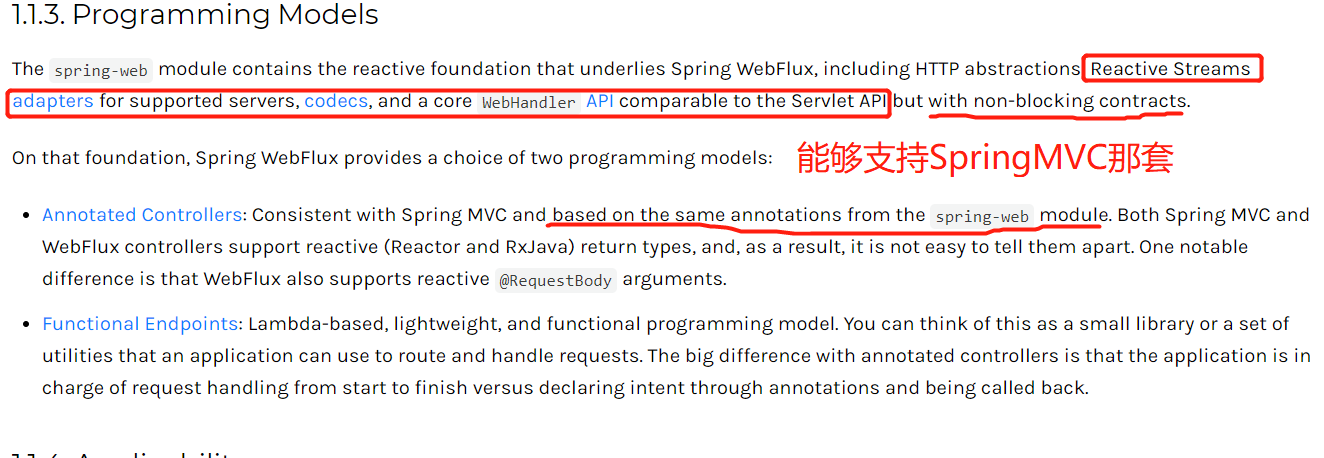 1.1.3. Programming Models
The spring-web module contains the reactive foundation that underlies Spring WebFlux, including HTTP abstractions Reactive Streams
adapters for supported servers, codecs, and a core WebHandler API comparable to the Servlet API but with non-blocking contracts.
On that foundation, Spring WebFlux provides a choice of two programming models: 能够支持SpringMVC那套
• Annotated Controllers: Consistent with Spring MVC and based on the same annotations from the spring-web module. Both Spring MVC and
WebFlux controllers support reactive (Reactor and RxJava) return types, and, as a result, it is not easy to tell them apart. One notable
difference is that WebFlux also supports reactive @RequestBody arguments.
• Functional Endpoints: Lambda-based, lightweight, and functional programming model. You can think of this as a small library or a set of
utilities that an application can use to route and handle requests. The big difference with annotated controllers is that the application is in
charge of request handling from start to finish versus declaring intent through annotations and being called back.